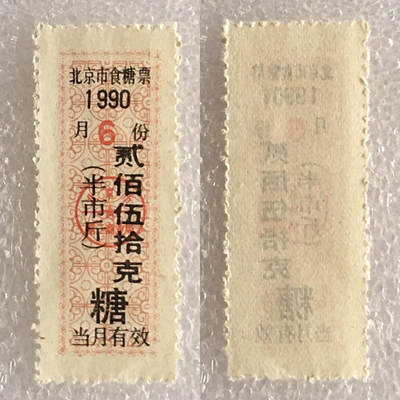 北京市食糖票
1990
6月份
贰佰伍拾克
(半市斤)
糖
当月有效